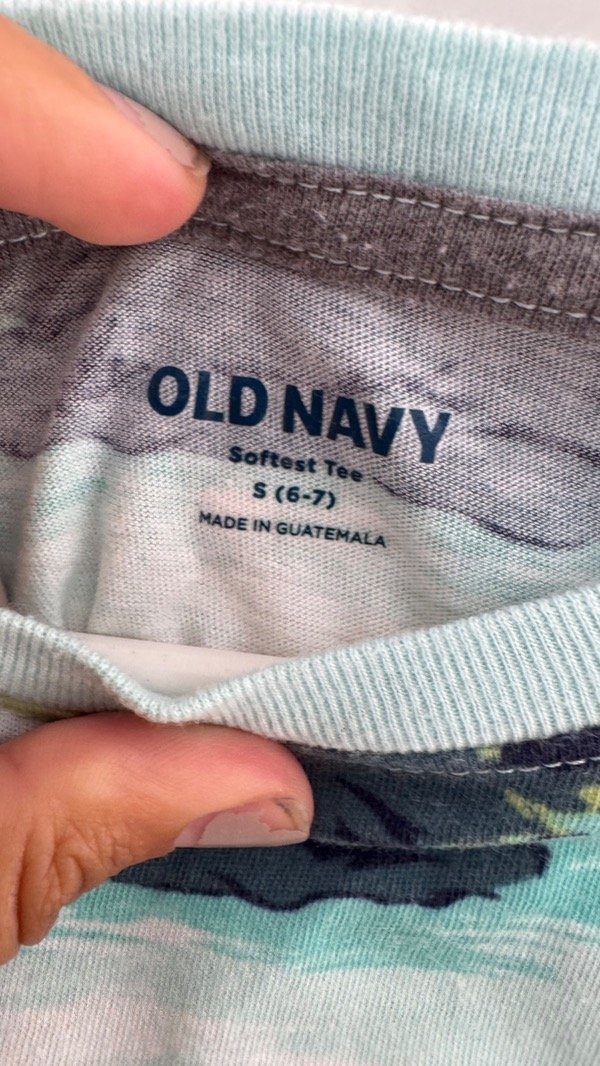 OLD NAVY
Softest Tee
S (6-7)
MADE IN GUATEMALA